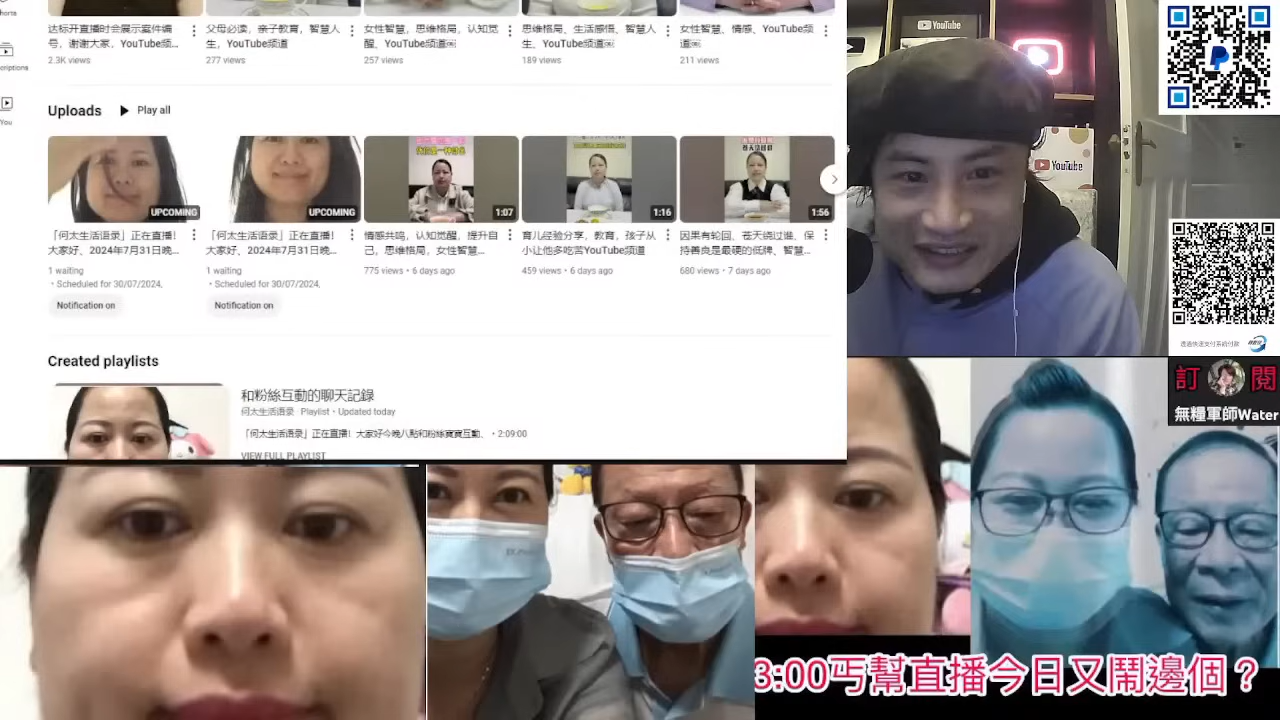 horts
criptions
You
达标开直播时会展示案件编
号，谢谢大家，YouTube频...
2.3K views
父母必读，亲子教育，智慧人
生，YouTube频道
277 views
女性智慧，思维格局，认知觉
醒、YouTube频道
257 views
思维格局、生活感悟、智慧人
生、YouTube频道
189 views
女性智慧、情感、YouTube频
道
211 views
Uploads
Play all
UPCOMING
UPCOMING
1:07
1:16
1:56
「何太生活语录」正在直播！
大家好、2024年7月31日晚...
1 waiting
• Scheduled for 30/07/2024,
Notification on
「何太生活语录」正在直播！
大家好、2024年7月31日晚...
1 waiting
• Scheduled for 30/07/2024,
Notification on
情感共鸣，认知觉醒，提升自
己，思维格局，女性智慧...
775 views • 6 days ago
育儿经验分享，教育，孩子从
小让他多吃苦YouTube频道
459 views • 6 days ago
因果有轮回、苍天绕过谁、保
持善良是最硬的底牌、智慧...
680 views • 7 days ago
Created playlists
和粉絲互動的聊天記錄
何太生活语录 · Playlist • Updated today
「何太生活语录」正在直播！大家好今晚八點和粉絲寶寶互動、 • 2:09:00
VIEW FULL PLAYLIST
YouTube
YouTube
訂 閱
無糧軍師Water
3:00丐幫直播今日又鬧邊個？